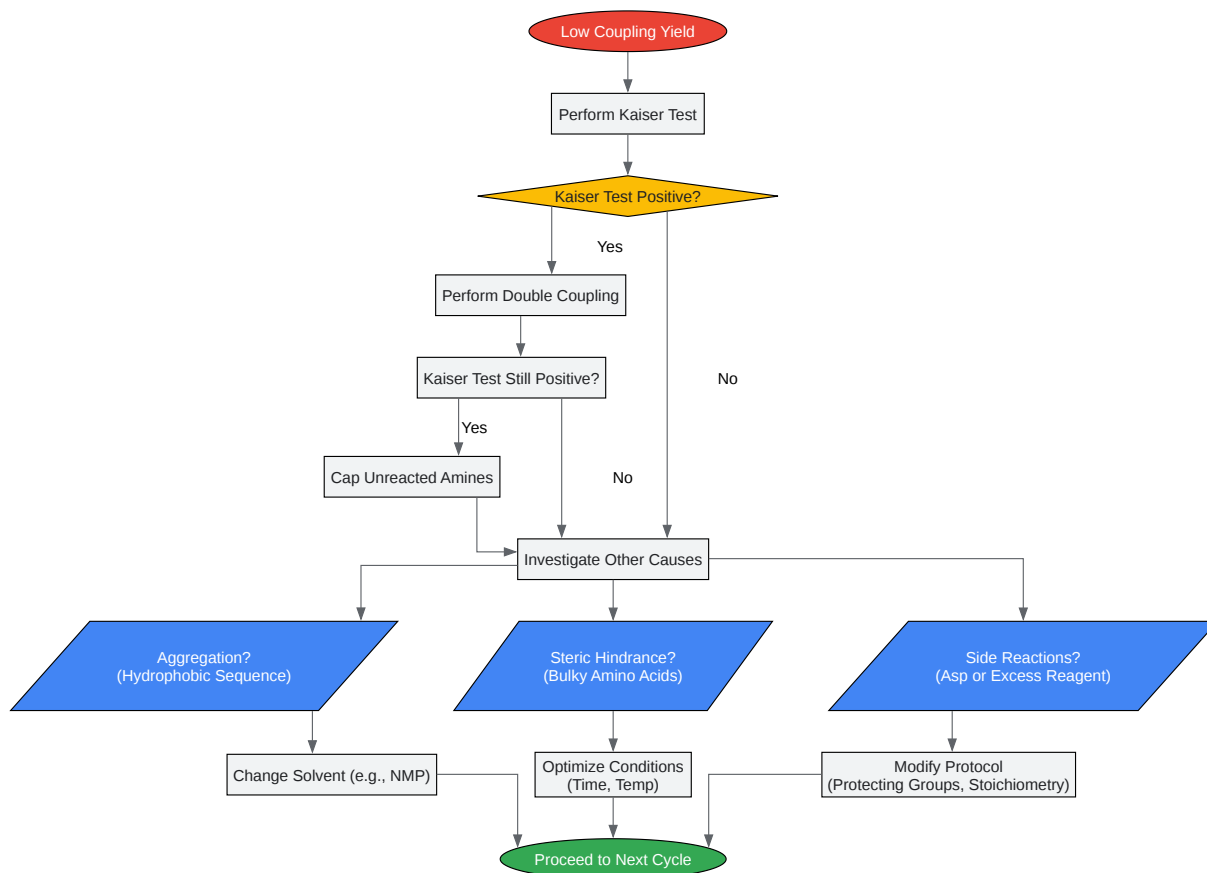 Low Coupling Yield
Perform Kaiser Test
Kaiser Test Positive?
Yes
Perform Double Coupling
Kaiser Test Still Positive?
No
Yes
Cap Unreacted Amines
No
Investigate Other Causes
Aggregation?
(Hydrophobic Sequence)
Steric Hindrance?
(Bulky Amino Acids)
Side Reactions?
(Asp or Excess Reagent)
Change Solvent (e.g., NMP)
Optimize Conditions
(Time, Temp)
Modify Protocol
(Protecting Groups, Stoichiometry)
Proceed to Next Cycle